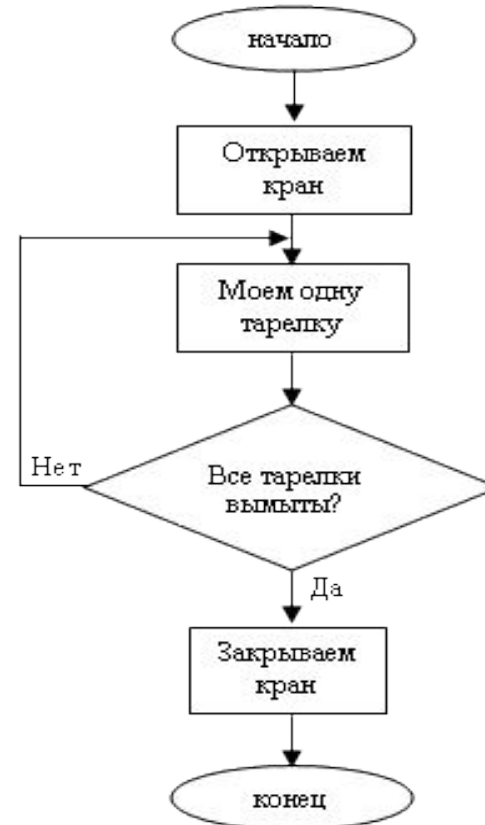 начало
Открываем
кран
Моем одну
тарелку
Все тарелки
вымыты?
Нет
Да
Закрываем
кран
конец